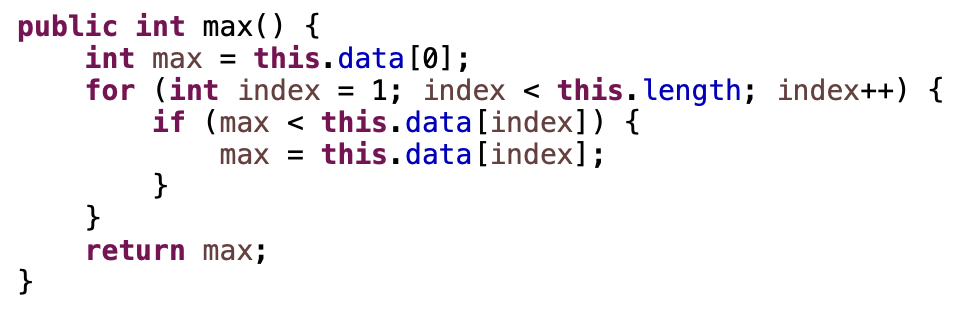 public int max() {
    int max = this.data[0];
    for (int index = 1; index < this.length; index++) {
        if (max < this.data[index]) {
            max = this.data[index];
        }
    }
    return max;
}